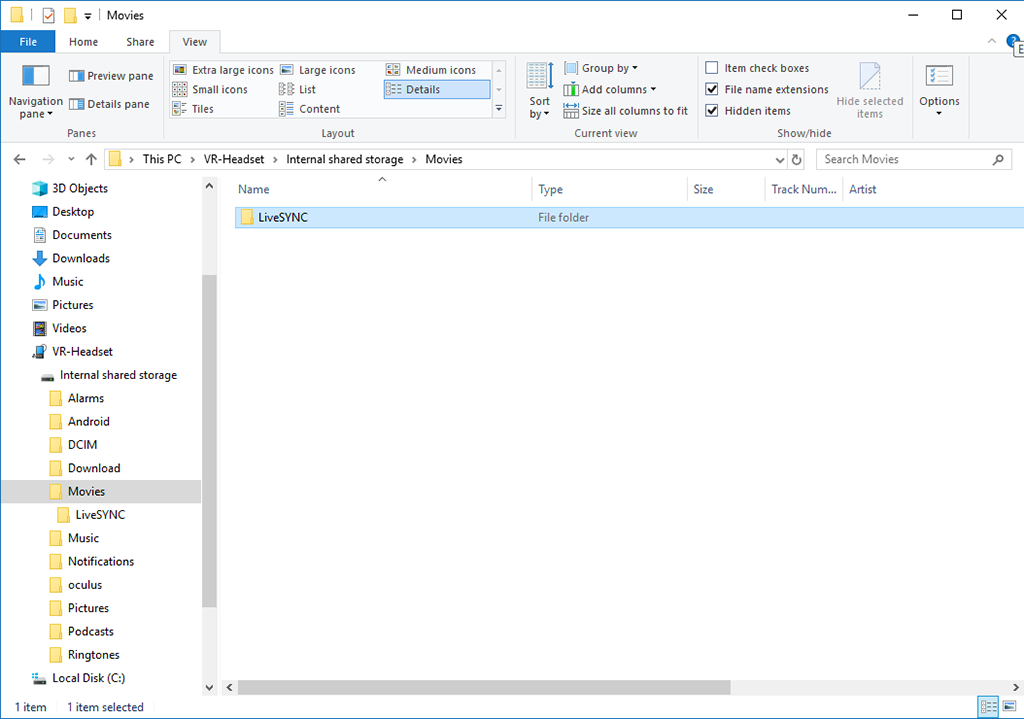 Movies
File
Home
Share
View
?
E
Navigation pane
Preview pane
Details pane
Panes
Extra large icons
Large icons
Medium icons
Small icons
List
Details
Tiles
Content
Layout
Sort by
Group by
Add columns
Size all columns to fit
Current view
Item check boxes
File name extensions
Hidden items
Hide selected items
Show/hide
Options
This PC > VR-Headset > Internal shared storage > Movies
Search Movies
3D Objects
Desktop
Documents
Downloads
Music
Pictures
Videos
VR-Headset
Internal shared storage
Alarms
Android
DCIM
Download
Movies
LiveSYNC
Music
Notifications
oculus
Pictures
Podcasts
Ringtones
Local Disk (C:)
Name Type Size Track Num... Artist
LiveSYNC File folder
1 item 1 item selected